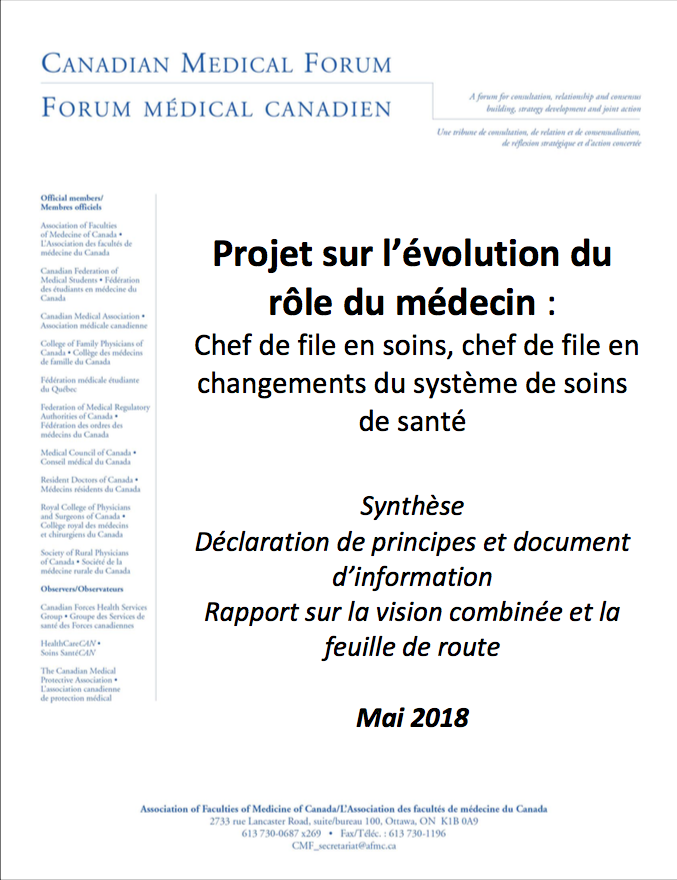 CANADIAN MEDICAL FORUM
FORUM MÉDICAL CANADIEN
A forum for consultation, relationship and consensus
building, strategy development and joint action
Une tribune de consultation, de relation et de consensualisation,
de réflexion stratégique et d'action concertée
Official members/
Membres officiels
Association of Faculties
of Medicine of Canada •
L'Association des facultés de
médecine du Canada
Canadian Federation of
Medical Students • Fédération
des étudiants en médecine du
Canada
Canadian Medical Association •
Association médicale canadienne
College of Family Physicians of
Canada • Collège des médecins
de famille du Canada
Fédération médicale étudiante
du Québec
Federation of Medical Regulatory
Authorities of Canada •
Fédération des ordres des
médecins du Canada
Medical Council of Canada •
Conseil médical du Canada
Resident Doctors of Canada •
Médecins résidents du Canada
Royal College of Physicians
and Surgeons of Canada •
Collège royal des médecins
et chirurgiens du Canada
Society of Rural Physicians
of Canada • Société de la
médecine rurale du Canada
Observers/Observateurs
Canadian Forces Health Services
Group • Groupe des Services de
santé des Forces canadiennes
HealthCareCAN •
Soins SantéCAN
The Canadian Medical
Protective Association •
L'association canadienne
de protection médical
Projet sur l'évolution du
rôle du médecin :
Chef de file en soins, chef de file en
changements du système de soins
de santé
Synthèse
Déclaration de principes et document
d'information
Rapport sur la vision combinée et la
feuille de route
Mai 2018
Association of Faculties of Medicine of Canada/L'Association des facultés de médecine du Canada
2733 rue Lancaster Road, suite/bureau 100, Ottawa, ON K1B 0A9
613 730-0687 x269 • Fax/Téléc. : 613 730-1196
CMF_secretariat@afmc.ca